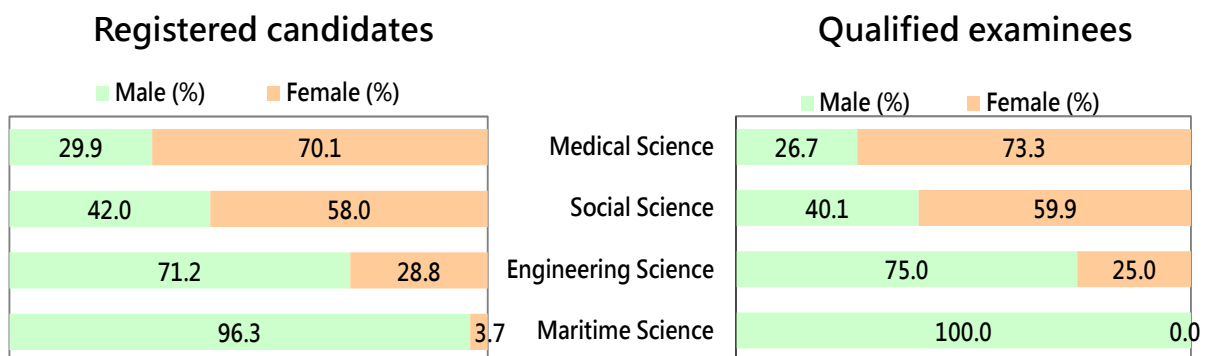 Registered candidates
Qualified examinees
Male (%) Female (%)
Male (%) Female (%)
29.9 70.1 Medical Science 26.7 73.3
42.0 58.0 Social Science 40.1 59.9
71.2 28.8 Engineering Science 75.0 25.0
96.3 3.7 Maritime Science 100.0 0.0